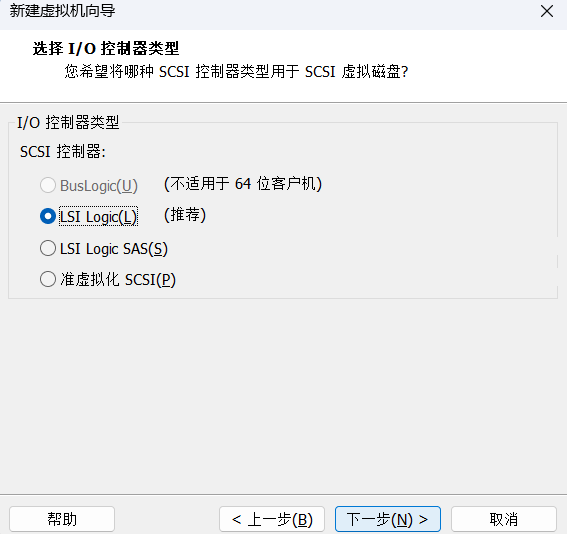 新建虚拟机向导
选择 I/O 控制器类型
您希望将哪种 SCSI 控制器类型用于 SCSI 虚拟磁盘?
I/O 控制器类型
SCSI 控制器:
BusLogic(U) (不适用于 64 位客户机)
LSI Logic(L) (推荐)
LSI Logic SAS(S)
准虚拟化 SCSI(P)
帮助 < 上一步(B) 下一步(N) > 取消